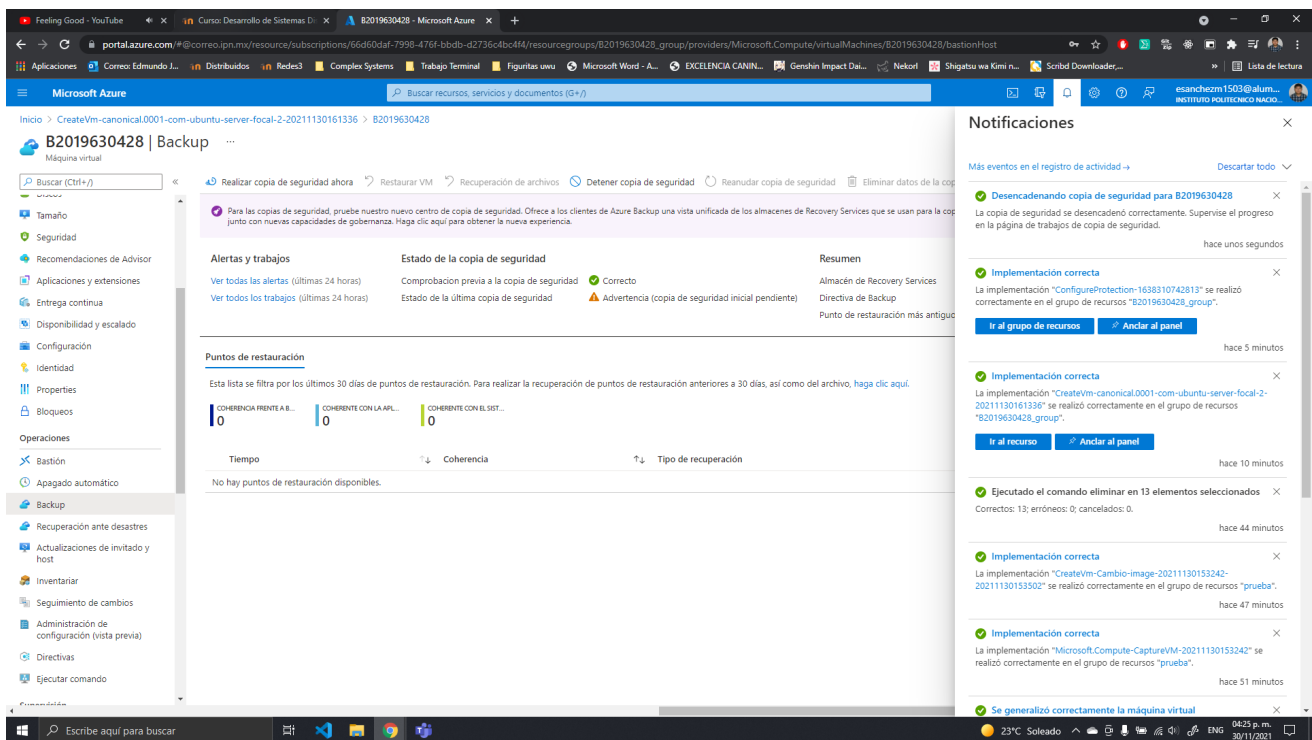 Feeling Good - YouTube
Curso: Desarrollo de Sistemas Di
B2019630428 - Microsoft Azure
portal.azure.com/#@correo.ipn.mx/resource/subscriptions/66d60daf-7998-476f-bbdb-d2736c4bc4f4/resourcegroups/B2019630428_group/providers/Microsoft.Compute/virtualMachines/B2019630428/bastionHost
Aplicaciones
Correo: Edmundo J...
Distribuidos
Redes3
Complex Systems
Trabajo Terminal
Figuritas uwu
Microsoft Word - A...
EXCELENCIA CANIN...
Genshin Impact Dai...
Nekorl
Shigatsu wa Kimi n...
Scribd Downloader,...
»
Lista de lectura
Microsoft Azure
Buscar recursos, servicios y documentos (G+/)
esanchezm1503@alum...
INSTITUTO POLITECNICO NACIO...
Inicio > CreateVm-canonical.0001-com-ubuntu-server-focal-2-20211130161336 > B2019630428
B2019630428 | Backup ...
Máquina virtual
Buscar (Ctrl+/)
«
Discos
Tamaño
Seguridad
Recomendaciones de Advisor
Aplicaciones y extensiones
Entrega continua
Disponibilidad y escalado
Configuración
Identidad
Properties
Bloqueos
Operaciones
Bastión
Apagado automático
Backup
Recuperación ante desastres
Actualizaciones de invitado y
host
Inventariar
Seguimiento de cambios
Administración de
configuración (vista previa)
Directivas
Ejecutar comando
Supervisión
Realizar copia de seguridad ahora
Restaurar VM
Recuperación de archivos
Detener copia de seguridad
Reanudar copia de seguridad
Eliminar datos de la cop
Para las copias de seguridad, pruebe nuestro nuevo centro de copia de seguridad. Ofrece a los clientes de Azure Backup una vista unificada de los almacenes de Recovery Services que se usan para la cop
junto con nuevas capacidades de gobernanza. Haga clic aquí para obtener la nueva experiencia.
Alertas y trabajos
Ver todas las alertas (últimas 24 horas)
Ver todos los trabajos (últimas 24 horas)
Estado de la copia de seguridad
Comprobacion previa a la copia de seguridad Correcto
Estado de la última copia de seguridad Advertencia (copia de seguridad inicial pendiente)
Resumen
Almacén de Recovery Services
Directiva de Backup
Punto de restauración más antiguo
Puntos de restauración
Esta lista se filtra por los últimos 30 días de puntos de restauración. Para realizar la recuperación de puntos de restauración anteriores a 30 días, así como del archivo, haga clic aquí.
COHERENCIA FRENTE A B...
0
COHERENTE CON LA APL...
0
COHERENTE CON EL SIST...
0
Tiempo ↑↓ Coherencia ↑↓ Tipo de recuperación
No hay puntos de restauración disponibles.
Notificaciones
Más eventos en el registro de actividad →
Descartar todo
Desencadenando copia de seguridad para B2019630428
La copia de seguridad se desencadenó correctamente. Supervise el progreso
en la página de trabajos de copia de seguridad.
hace unos segundos
Implementación correcta
La implementación "ConfigureProtection-1638310742813" se realizó
correctamente en el grupo de recursos "B2019630428_group".
Ir al grupo de recursos
Anclar al panel
hace 5 minutos
Implementación correcta
La implementación "CreateVm-canonical.0001-com-ubuntu-server-focal-2-
20211130161336" se realizó correctamente en el grupo de recursos
"B2019630428_group".
Ir al recurso
Anclar al panel
hace 10 minutos
Ejecutado el comando eliminar en 13 elementos seleccionados
Correctos: 13; erróneos: 0; cancelados: 0.
hace 44 minutos
Implementación correcta
La implementación "CreateVm-Cambio-image-20211130153242-
20211130153502" se realizó correctamente en el grupo de recursos "prueba".
hace 47 minutos
Implementación correcta
La implementación "Microsoft.Compute-CaptureVM-20211130153242" se
realizó correctamente en el grupo de recursos "prueba".
hace 51 minutos
Se generalizó correctamente la máquina virtual
Escribe aquí para buscar
23°C Soleado
ENG
04:25 p. m.
30/11/2021